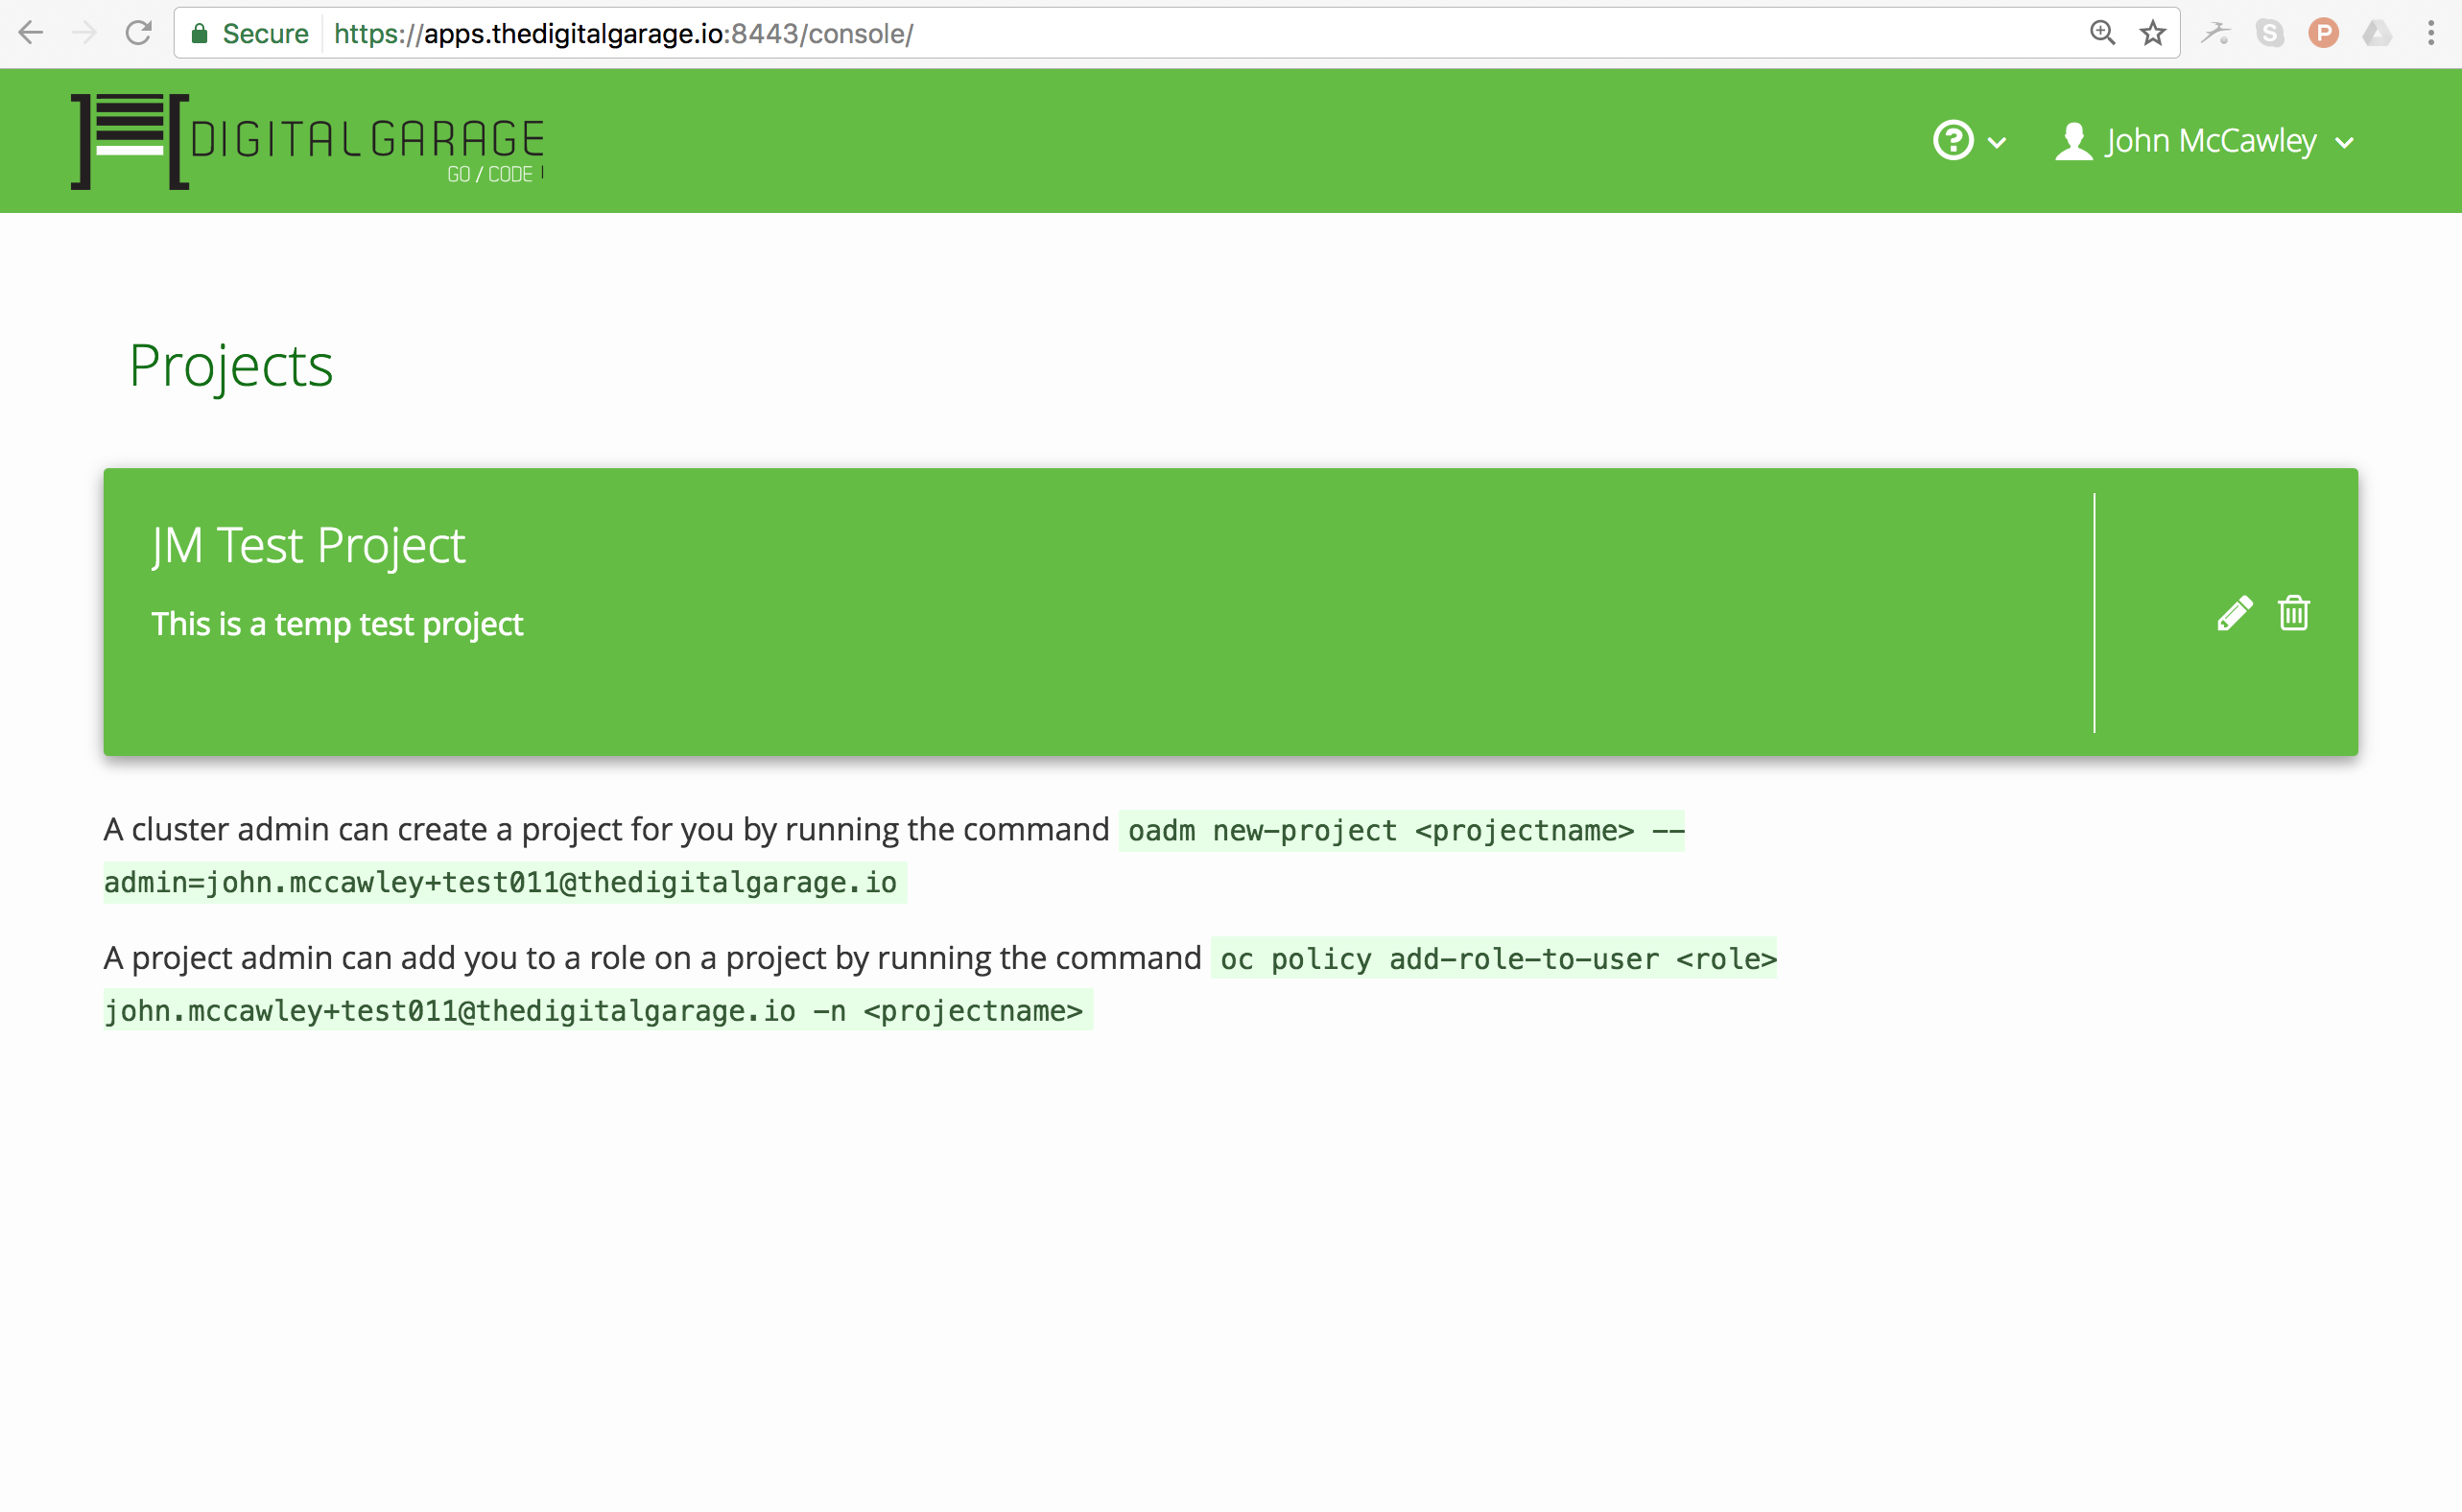 Secure https://apps.thedigitalgarage.io:8443/console/
S
P
DIGITALGARAGE
GO / CODE
?
John McCawley
Projects
JM Test Project
This is a temp test project
A cluster admin can create a project for you by running the command oadm new-project <projectname> --
admin=john.mccawley+test011@thedigitalgarage.io
A project admin can add you to a role on a project by running the command oc policy add-role-to-user <role>
john.mccawley+test011@thedigitalgarage.io -n <projectname>